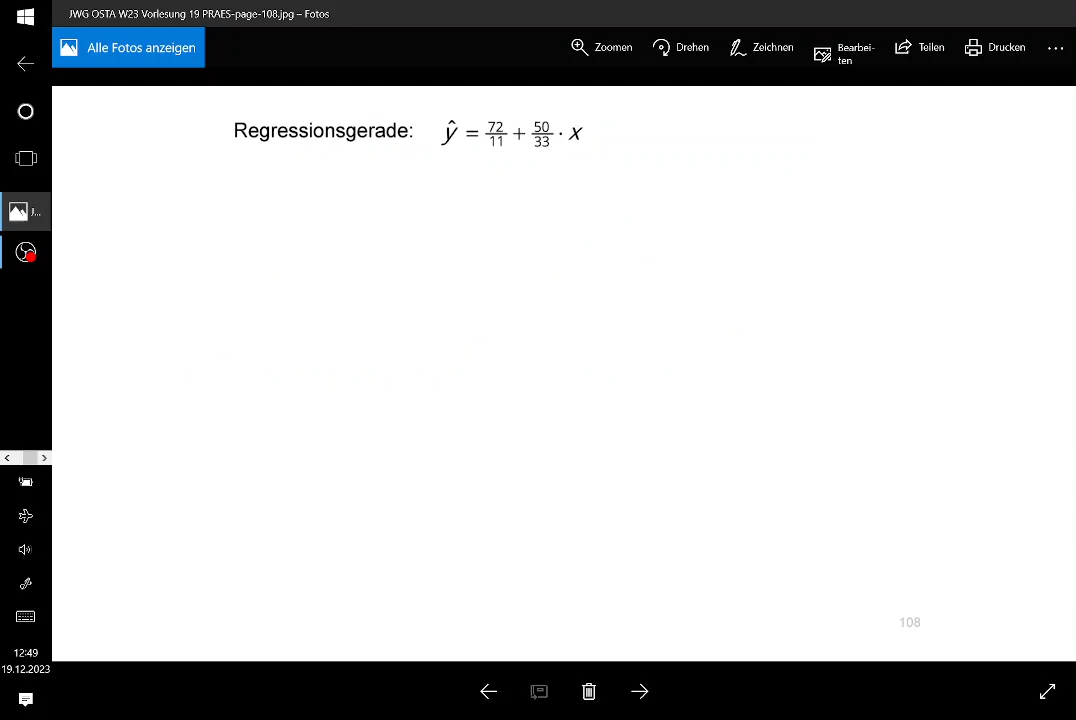 JWG OSTA W23 Vorlesung 19 PRAES-page-108.jpg – Fotos
Alle Fotos anzeigen
Zoomen
Drehen
Zeichnen
Bearbei-
ten
Teilen
Drucken
Regressionsgerade: ŷ = 72/11 + 50/33 · x
J...
108
12:49
19.12.2023